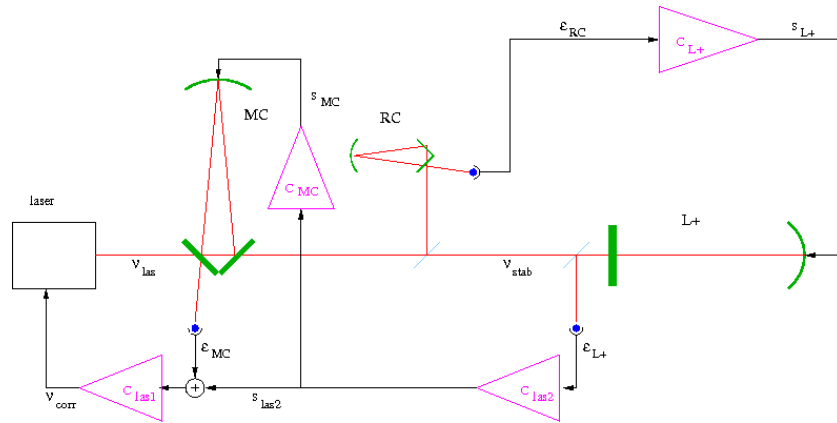 ε_RC
s_L+
C_L+
s_MC
MC
RC
C_MC
laser
L+
ν_las
ν_stab
ε_MC
ε_L+
C_las1
+
s_las2
C_las2
ν_corr